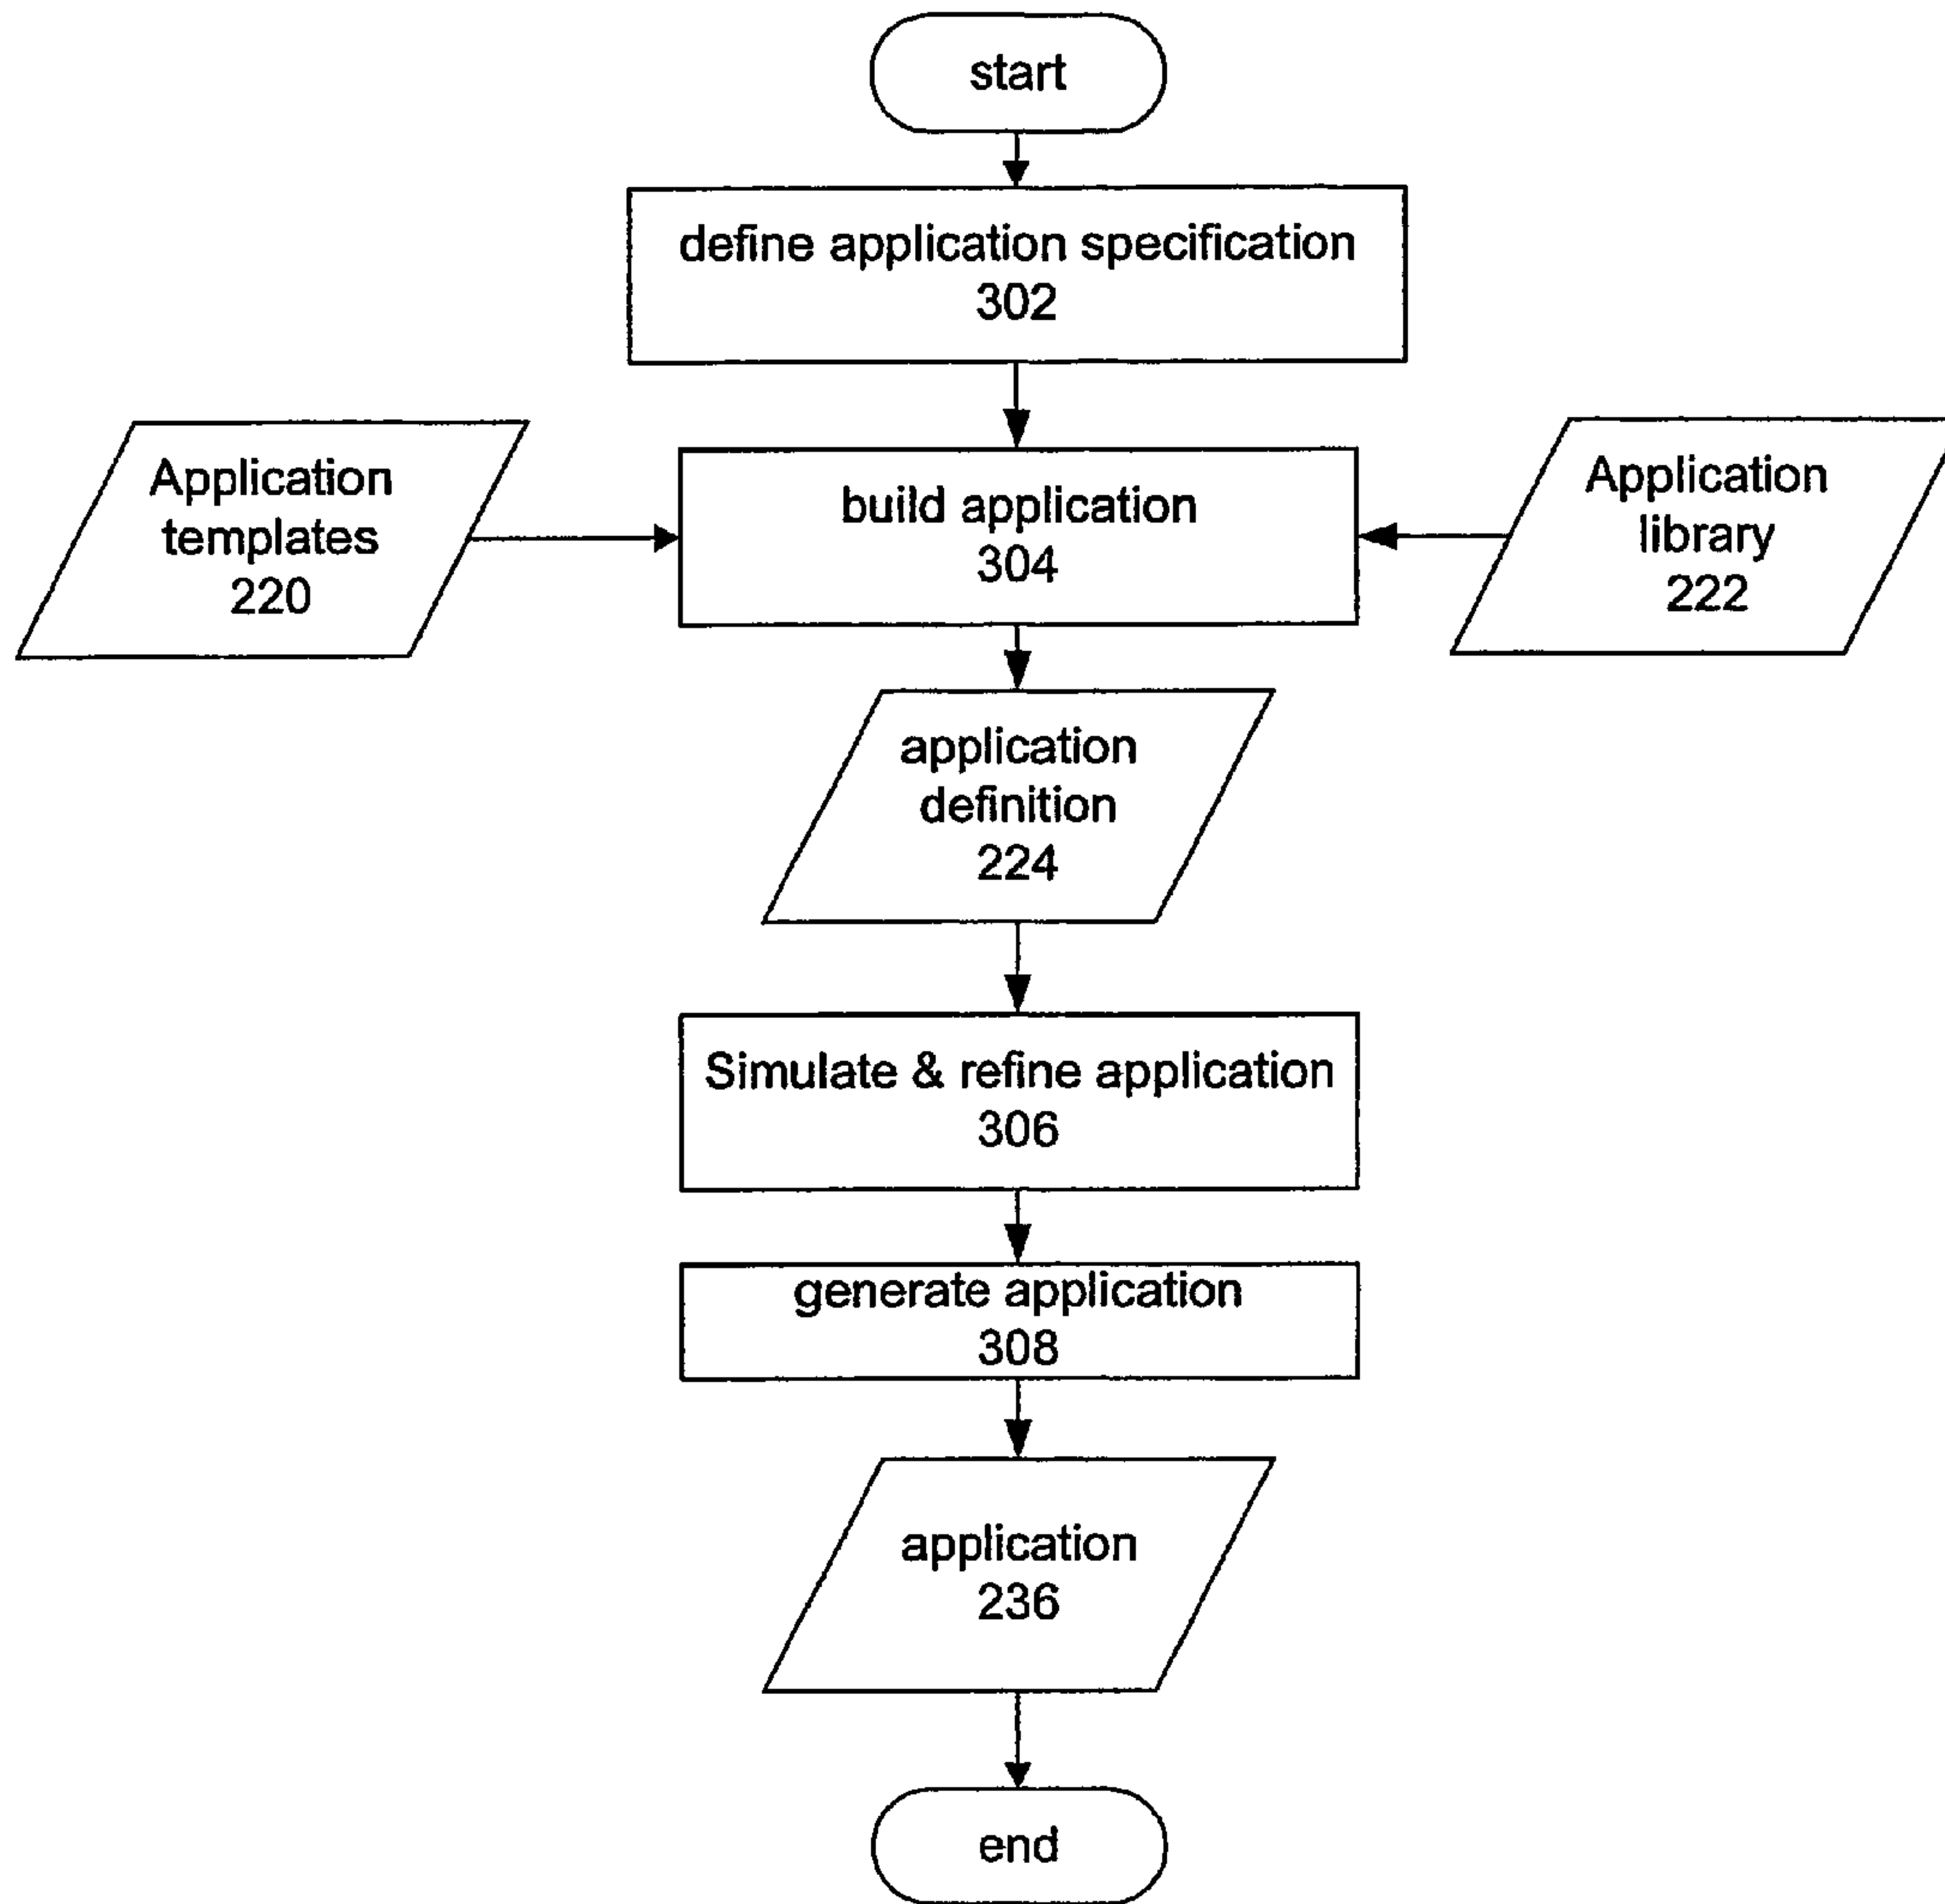 start
define application specification
302
Application
templates
220
build application
304
Application
library
222
application
definition
224
Simulate & refine application
306
generate application
308
application
236
end